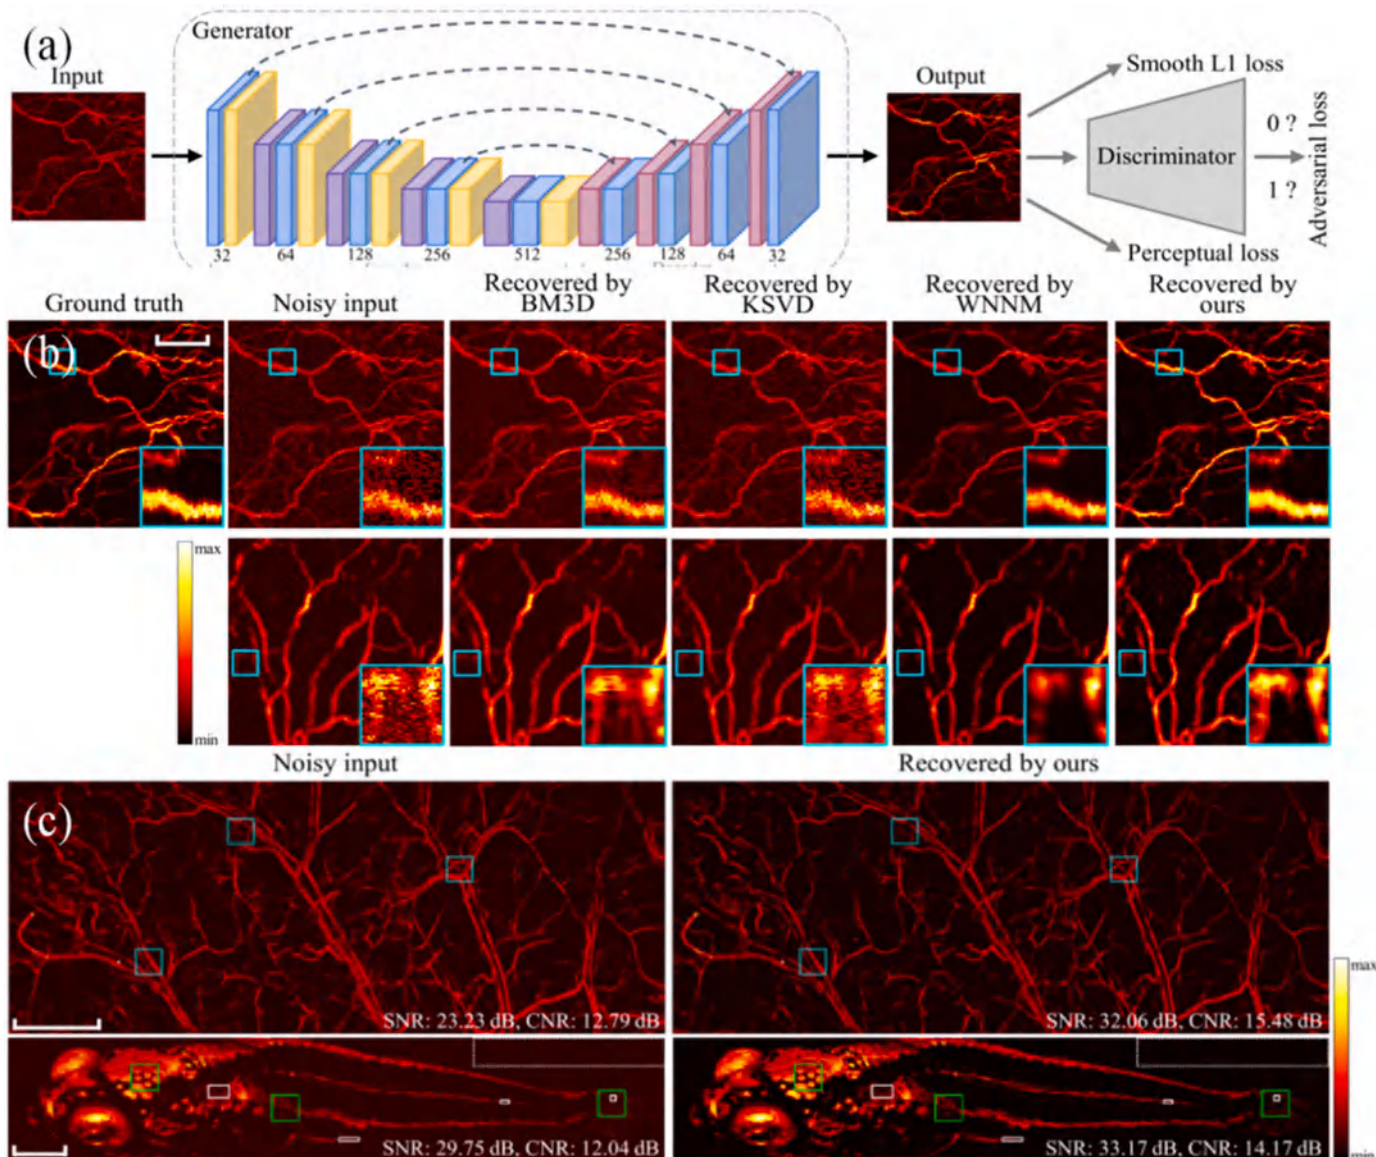 (a)
Generator
Input
Output
Smooth L1 loss
Discriminator
0 ?
1 ?
Adversarial loss
Perceptual loss
32 64 128 256 512 256 128 64 32
Ground truth
Noisy input
Recovered by
BM3D
Recovered by
KSVD
Recovered by
WNNM
Recovered by
ours
(b)
max
min
Noisy input
Recovered by ours
(c)
SNR: 23.23 dB, CNR: 12.79 dB
SNR: 32.06 dB, CNR: 15.48 dB
max
SNR: 29.75 dB, CNR: 12.04 dB
SNR: 33.17 dB, CNR: 14.17 dB
min